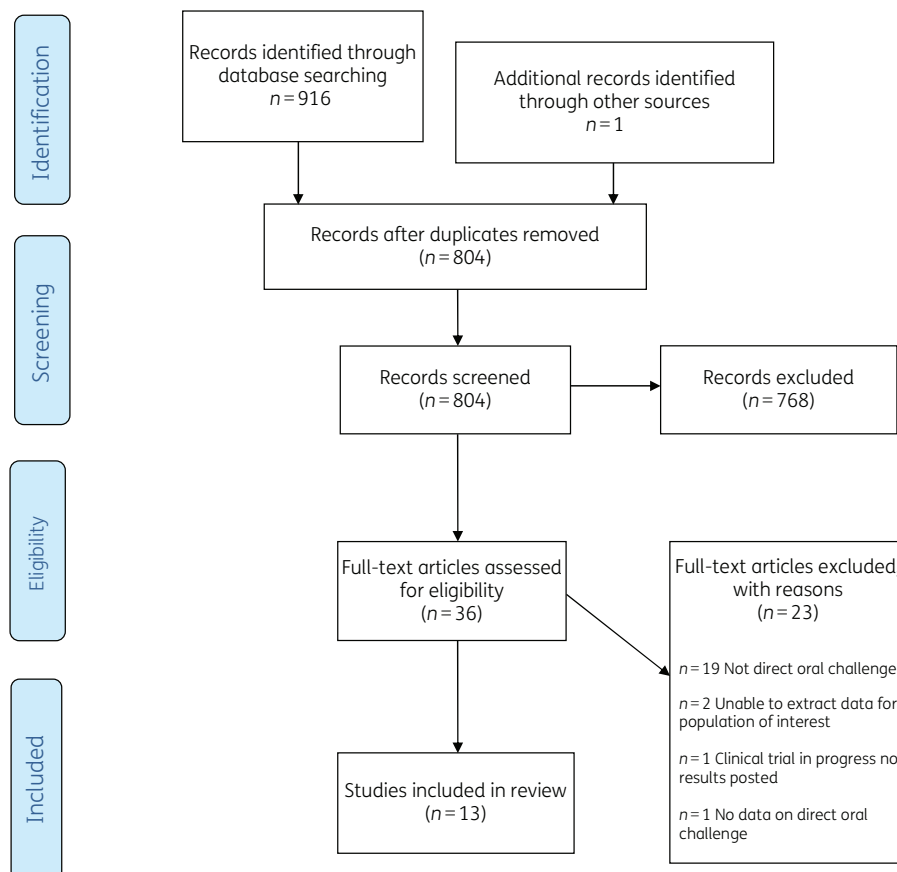 Identification
Records identified through
database searching
n = 916
Additional records identified
through other sources
n = 1
Records after duplicates removed
(n = 804)
Screening
Records screened
(n = 804)
Records excluded
(n = 768)
Eligibility
Full-text articles assessed
for eligibility
(n = 36)
Full-text articles excluded,
with reasons
(n = 23)
n = 19 Not direct oral challenge
n = 2 Unable to extract data for
population of interest
n = 1 Clinical trial in progress no
results posted
n = 1 No data on direct oral
challenge
Included
Studies included in review
(n = 13)